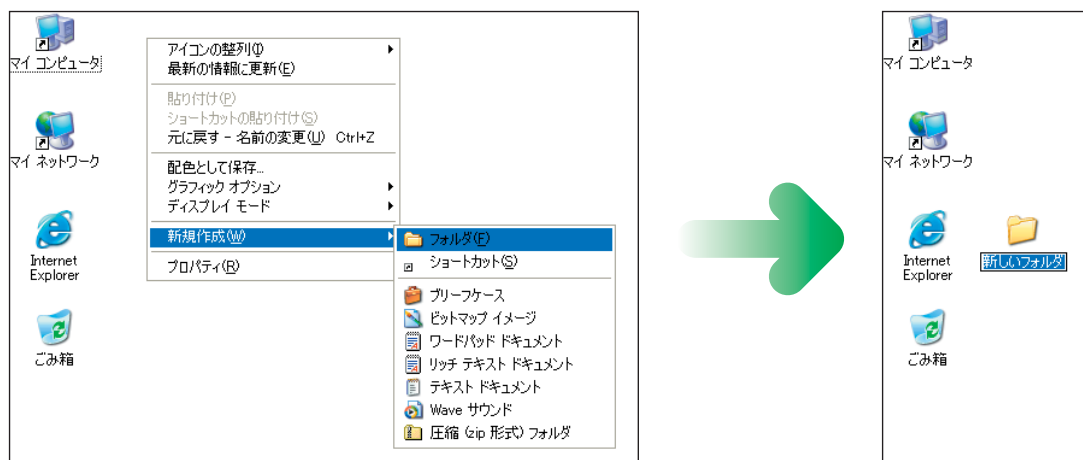 マイ コンピュータ
マイ ネットワーク
Internet
Explorer
ごみ箱
アイコンの整列(I)
最新の情報に更新(E)
貼り付け(P)
ショートカットの貼り付け(S)
元に戻す - 名前の変更(U) Ctrl+Z
配色として保存...
グラフィック オプション
ディスプレイ モード
新規作成(W)
プロパティ(R)
フォルダ(F)
ショートカット(S)
ブリーフケース
ビットマップ イメージ
ワードパッド ドキュメント
リッチ テキスト ドキュメント
テキスト ドキュメント
Wave サウンド
圧縮 (zip 形式) フォルダ
マイ コンピュータ
マイ ネットワーク
Internet
Explorer
新しいフォルダ
ごみ箱